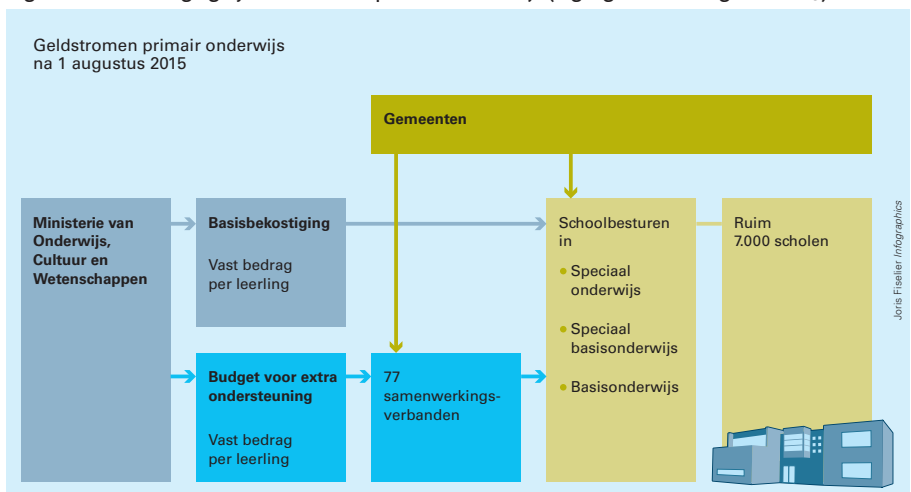 Geldstromen primair onderwijs
na 1 augustus 2015
Gemeenten
Ministerie van
Onderwijs,
Cultuur en
Wetenschappen
Basisbekostiging
Vast bedrag
per leerling
Schoolbesturen
in
• Speciaal
onderwijs
• Speciaal
basisonderwijs
• Basisonderwijs
Ruim
7.000 scholen
Budget voor extra
ondersteuning
Vast bedrag
per leerling
77
samenwerkings-
verbanden
Joris Fiselier Infographics